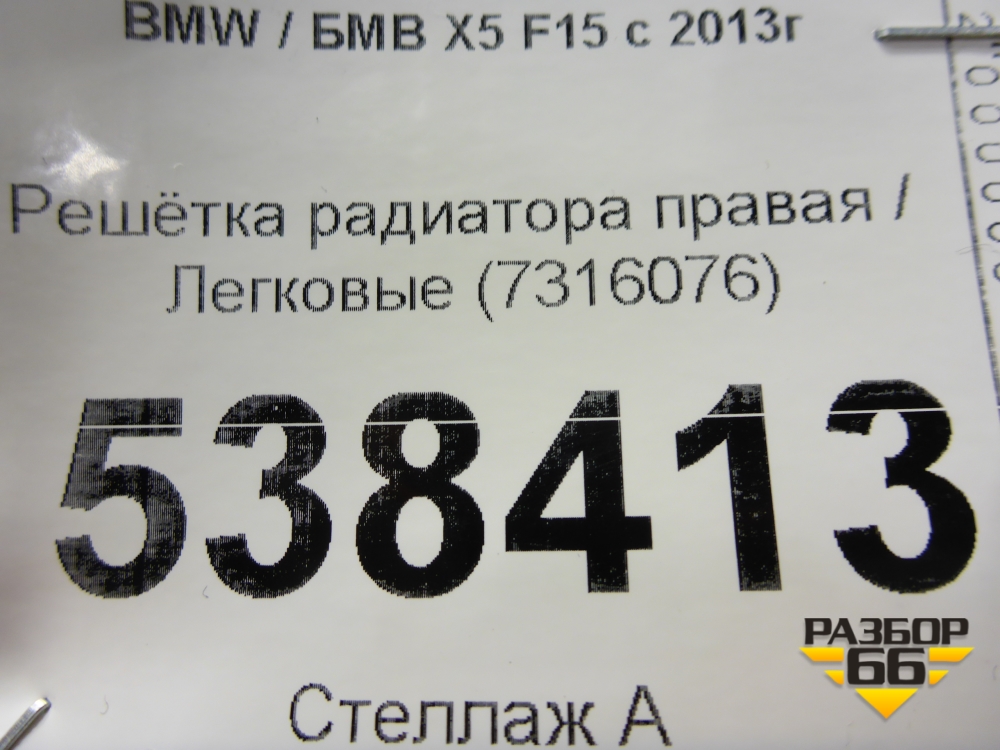 BMW / БМВ X5 F15 с 2013г
Решётка радиатора правая /
Легковые (7316076)
538413
Стеллаж А
РАЗБОР
66